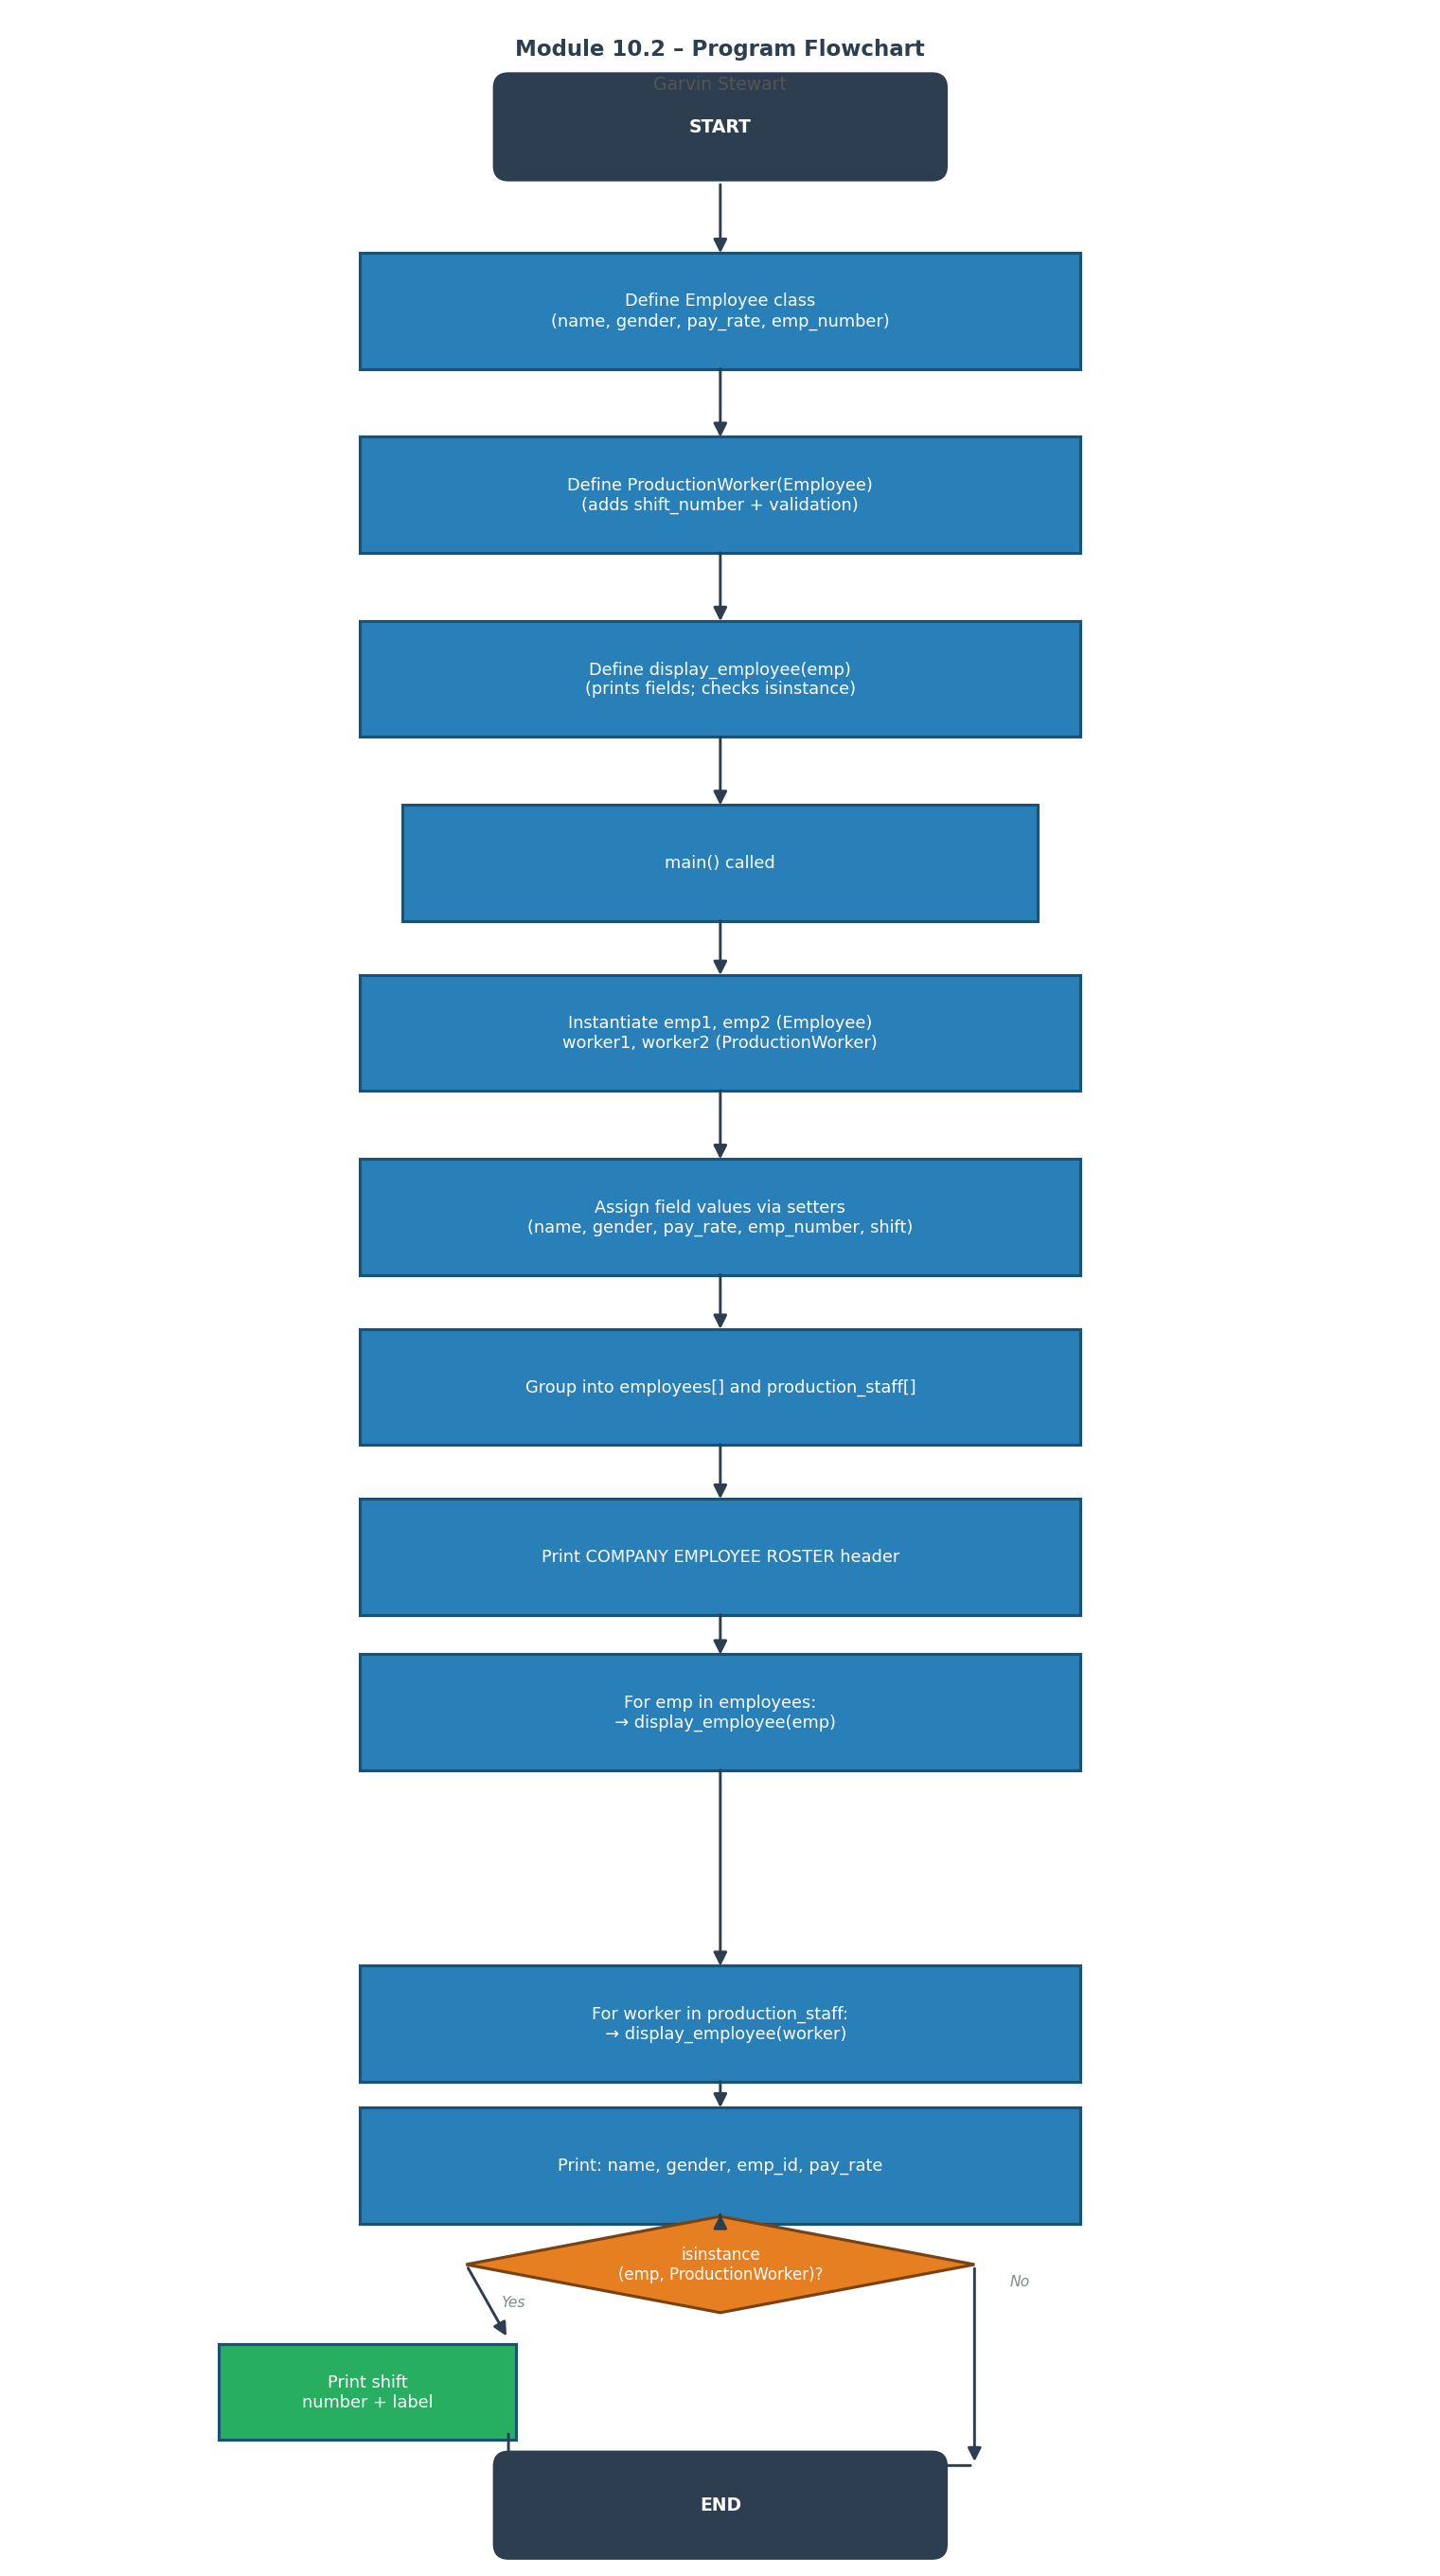 Module 10.2 – Program Flowchart
Garvin Stewart
START
Define Employee class
(name, gender, pay_rate, emp_number)
Define ProductionWorker(Employee)
(adds shift_number + validation)
Define display_employee(emp)
(prints fields; checks isinstance)
main() called
Instantiate emp1, emp2 (Employee)
worker1, worker2 (ProductionWorker)
Assign field values via setters
(name, gender, pay_rate, emp_number, shift)
Group into employees[] and production_staff[]
Print COMPANY EMPLOYEE ROSTER header
For emp in employees:
→ display_employee(emp)
For worker in production_staff:
→ display_employee(worker)
Print: name, gender, emp_id, pay_rate
isinstance
(emp, ProductionWorker)?
No
Yes
Print shift
number + label
END